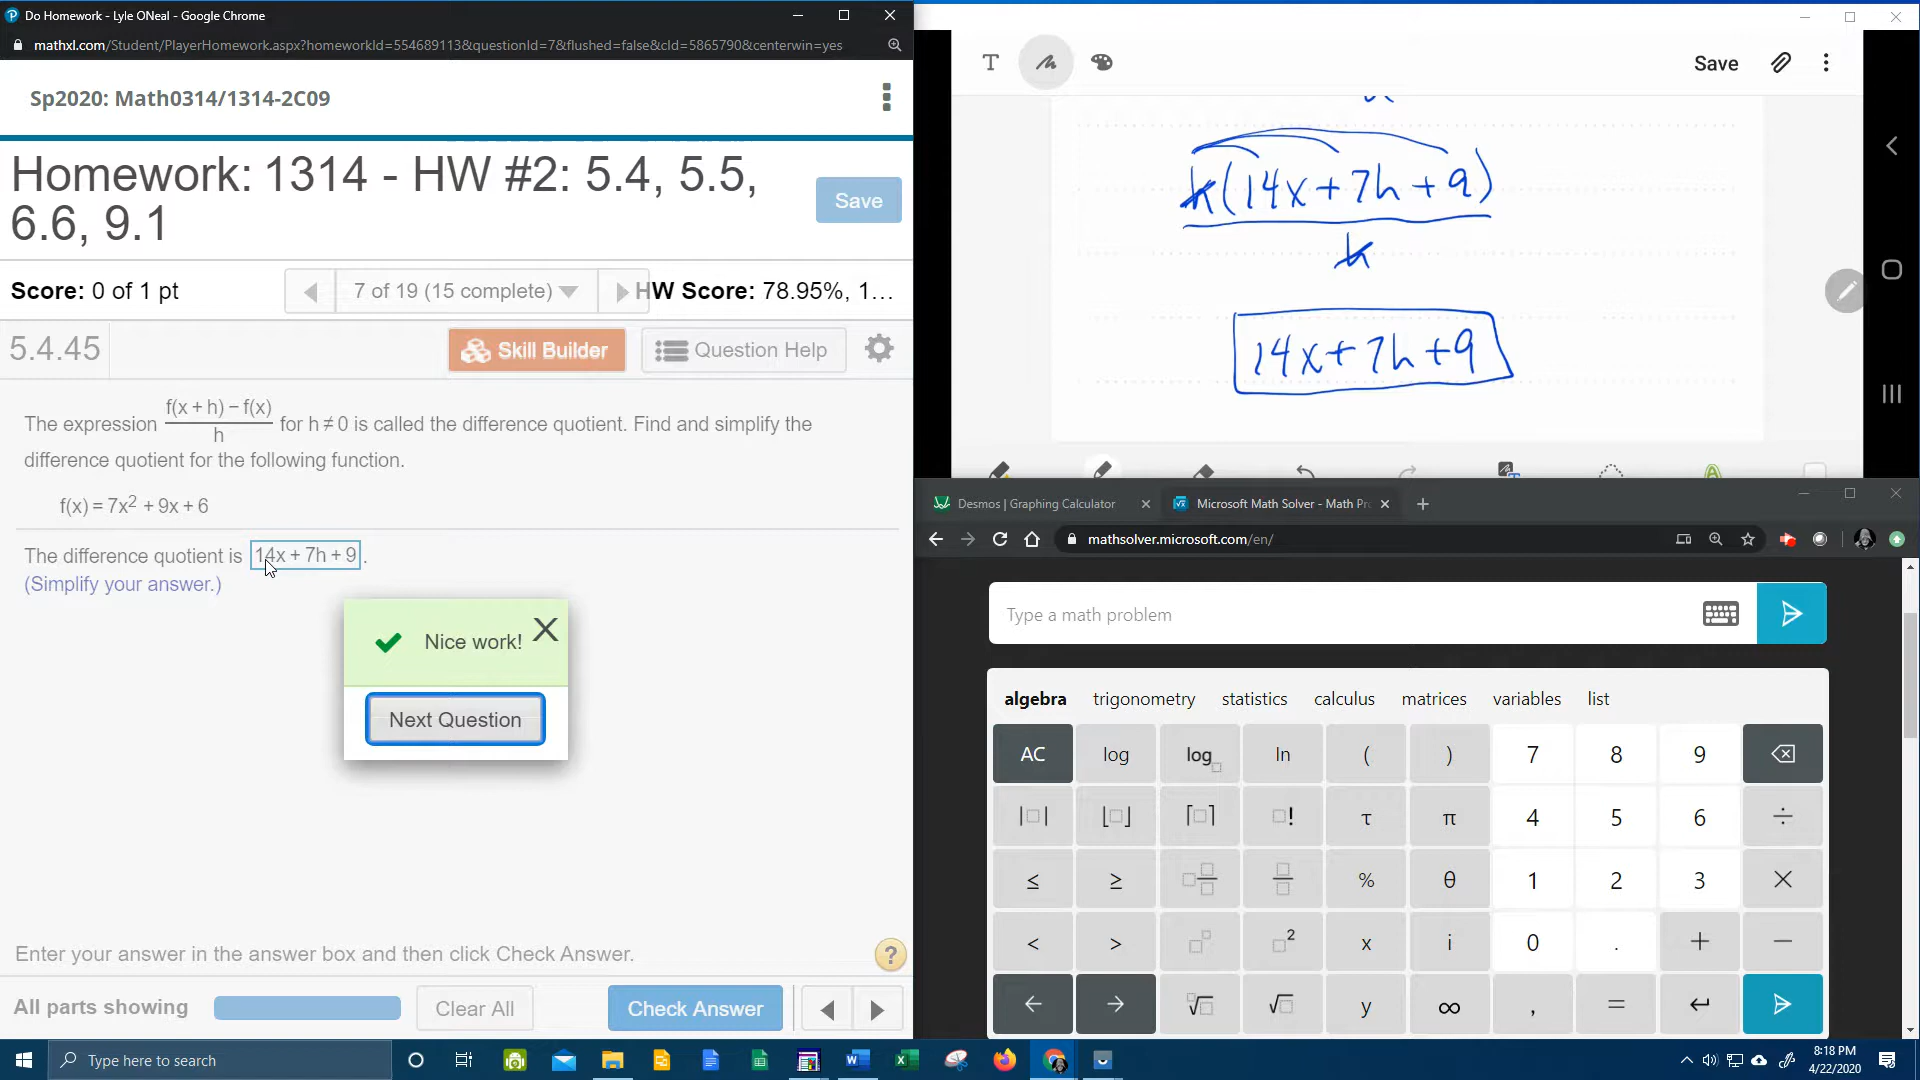 Do Homework - Lyle ONeal - Google Chrome
mathxl.com/Student/PlayerHomework.aspx?homeworkId=554689113&questionId=7&flushed=false&cId=5865790&centerwin=yes
Sp2020: Math0314/1314-2C09
Homework: 1314 - HW #2: 5.4, 5.5,
6.6, 9.1
Save
Score: 0 of 1 pt
7 of 19 (15 complete)
HW Score: 78.95%, 1...
5.4.45
Skill Builder
Question Help
The expression f(x + h) − f(x) / h for h ≠ 0 is called the difference quotient. Find and simplify the
difference quotient for the following function.
f(x) = 7x² + 9x + 6
The difference quotient is 14x + 7h + 9 .
(Simplify your answer.)
Nice work!
Next Question
Enter your answer in the answer box and then click Check Answer.
?
All parts showing
Clear All
Check Answer
T
Save
h(14x+7h+9)
h
14x+7h+9
Desmos | Graphing Calculator
Microsoft Math Solver - Math Pr
mathsolver.microsoft.com/en/
Type a math problem
algebra trigonometry statistics calculus matrices variables list
AC log log□ ln ( ) 7 8 9
|□| ⌊□⌋ ⌈□⌉ □! τ π 4 5 6 ÷
≤ ≥ □□/□ □/□ % θ 1 2 3 ×
< > □^□ □² x i 0 . + −
← → □√□ √□ y ∞ , = ↵
Type here to search
8:18 PM
4/22/2020